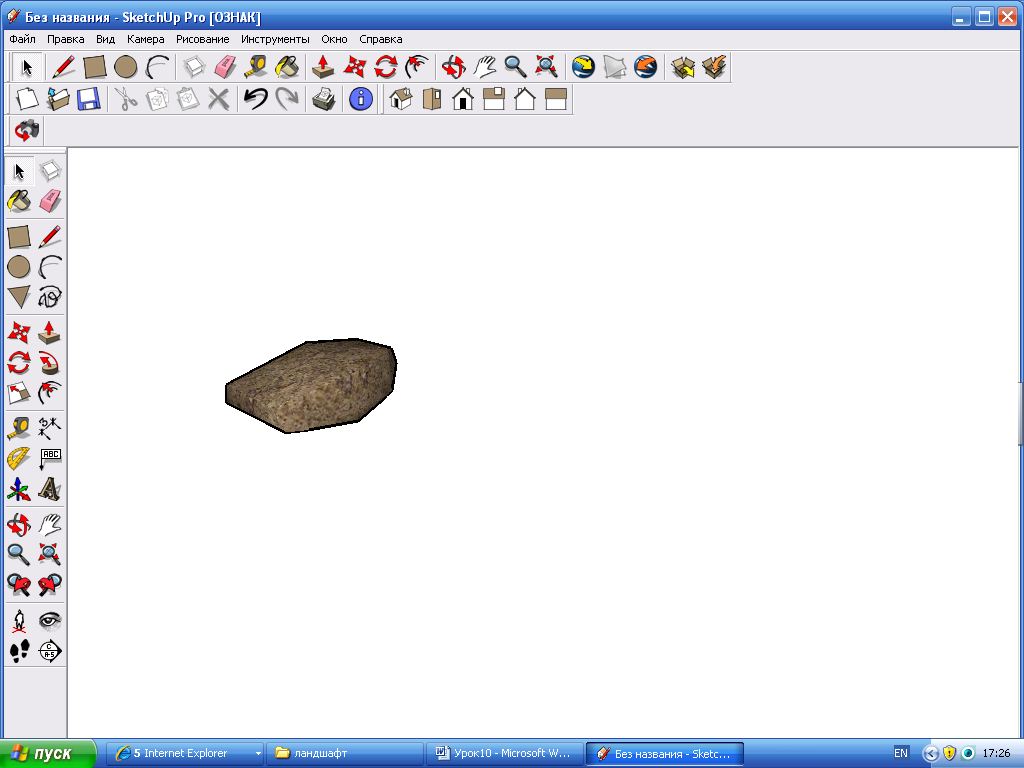 Без названия - SketchUp Pro [ОЗНАК]
Файл Правка Вид Камера Рисование Инструменты Окно Справка
ABC
пуск
5 Internet Explorer
ландшафт
Урок10 - Microsoft W...
Без названия - Sketc...
EN
17:26